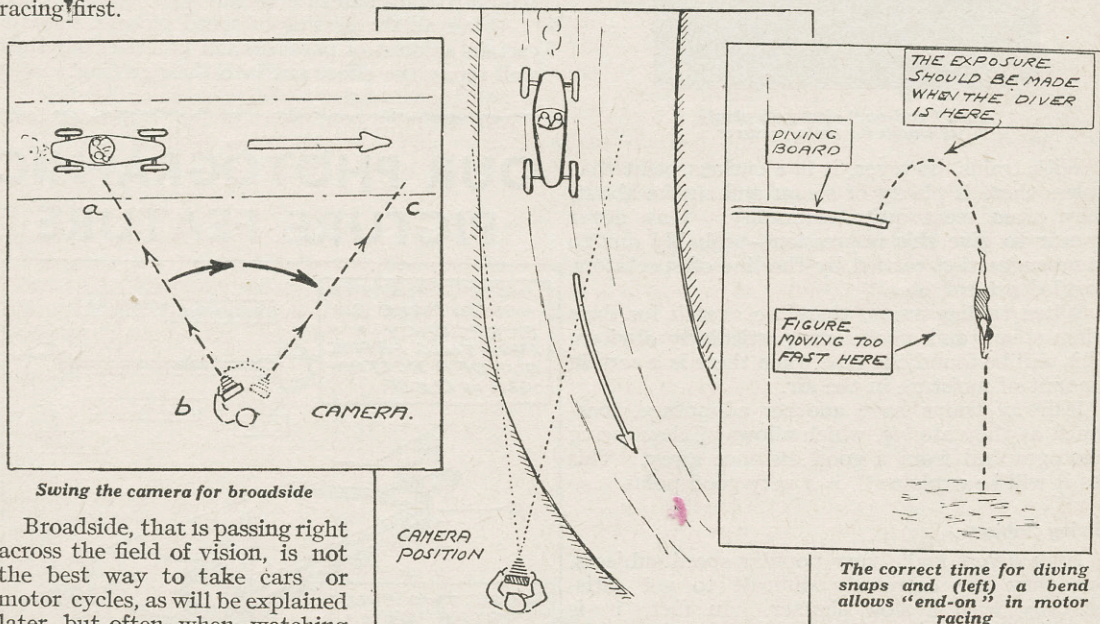 racing first.
a
c
b
CAMERA.
Swing the camera for broadside
Broadside, that is passing right
across the field of vision, is not
the best way to take cars or
motor cycles, as will be explained
later, but often when watching
CAMERA
POSITION
THE EXPOSURE
SHOULD BE MADE
WHEN THE DIVER
IS HERE
DIVING
BOARD
FIGURE
MOVING TOO
FAST HERE
The correct time for diving
snaps and (left) a bend
allows "end-on" in motor
racing